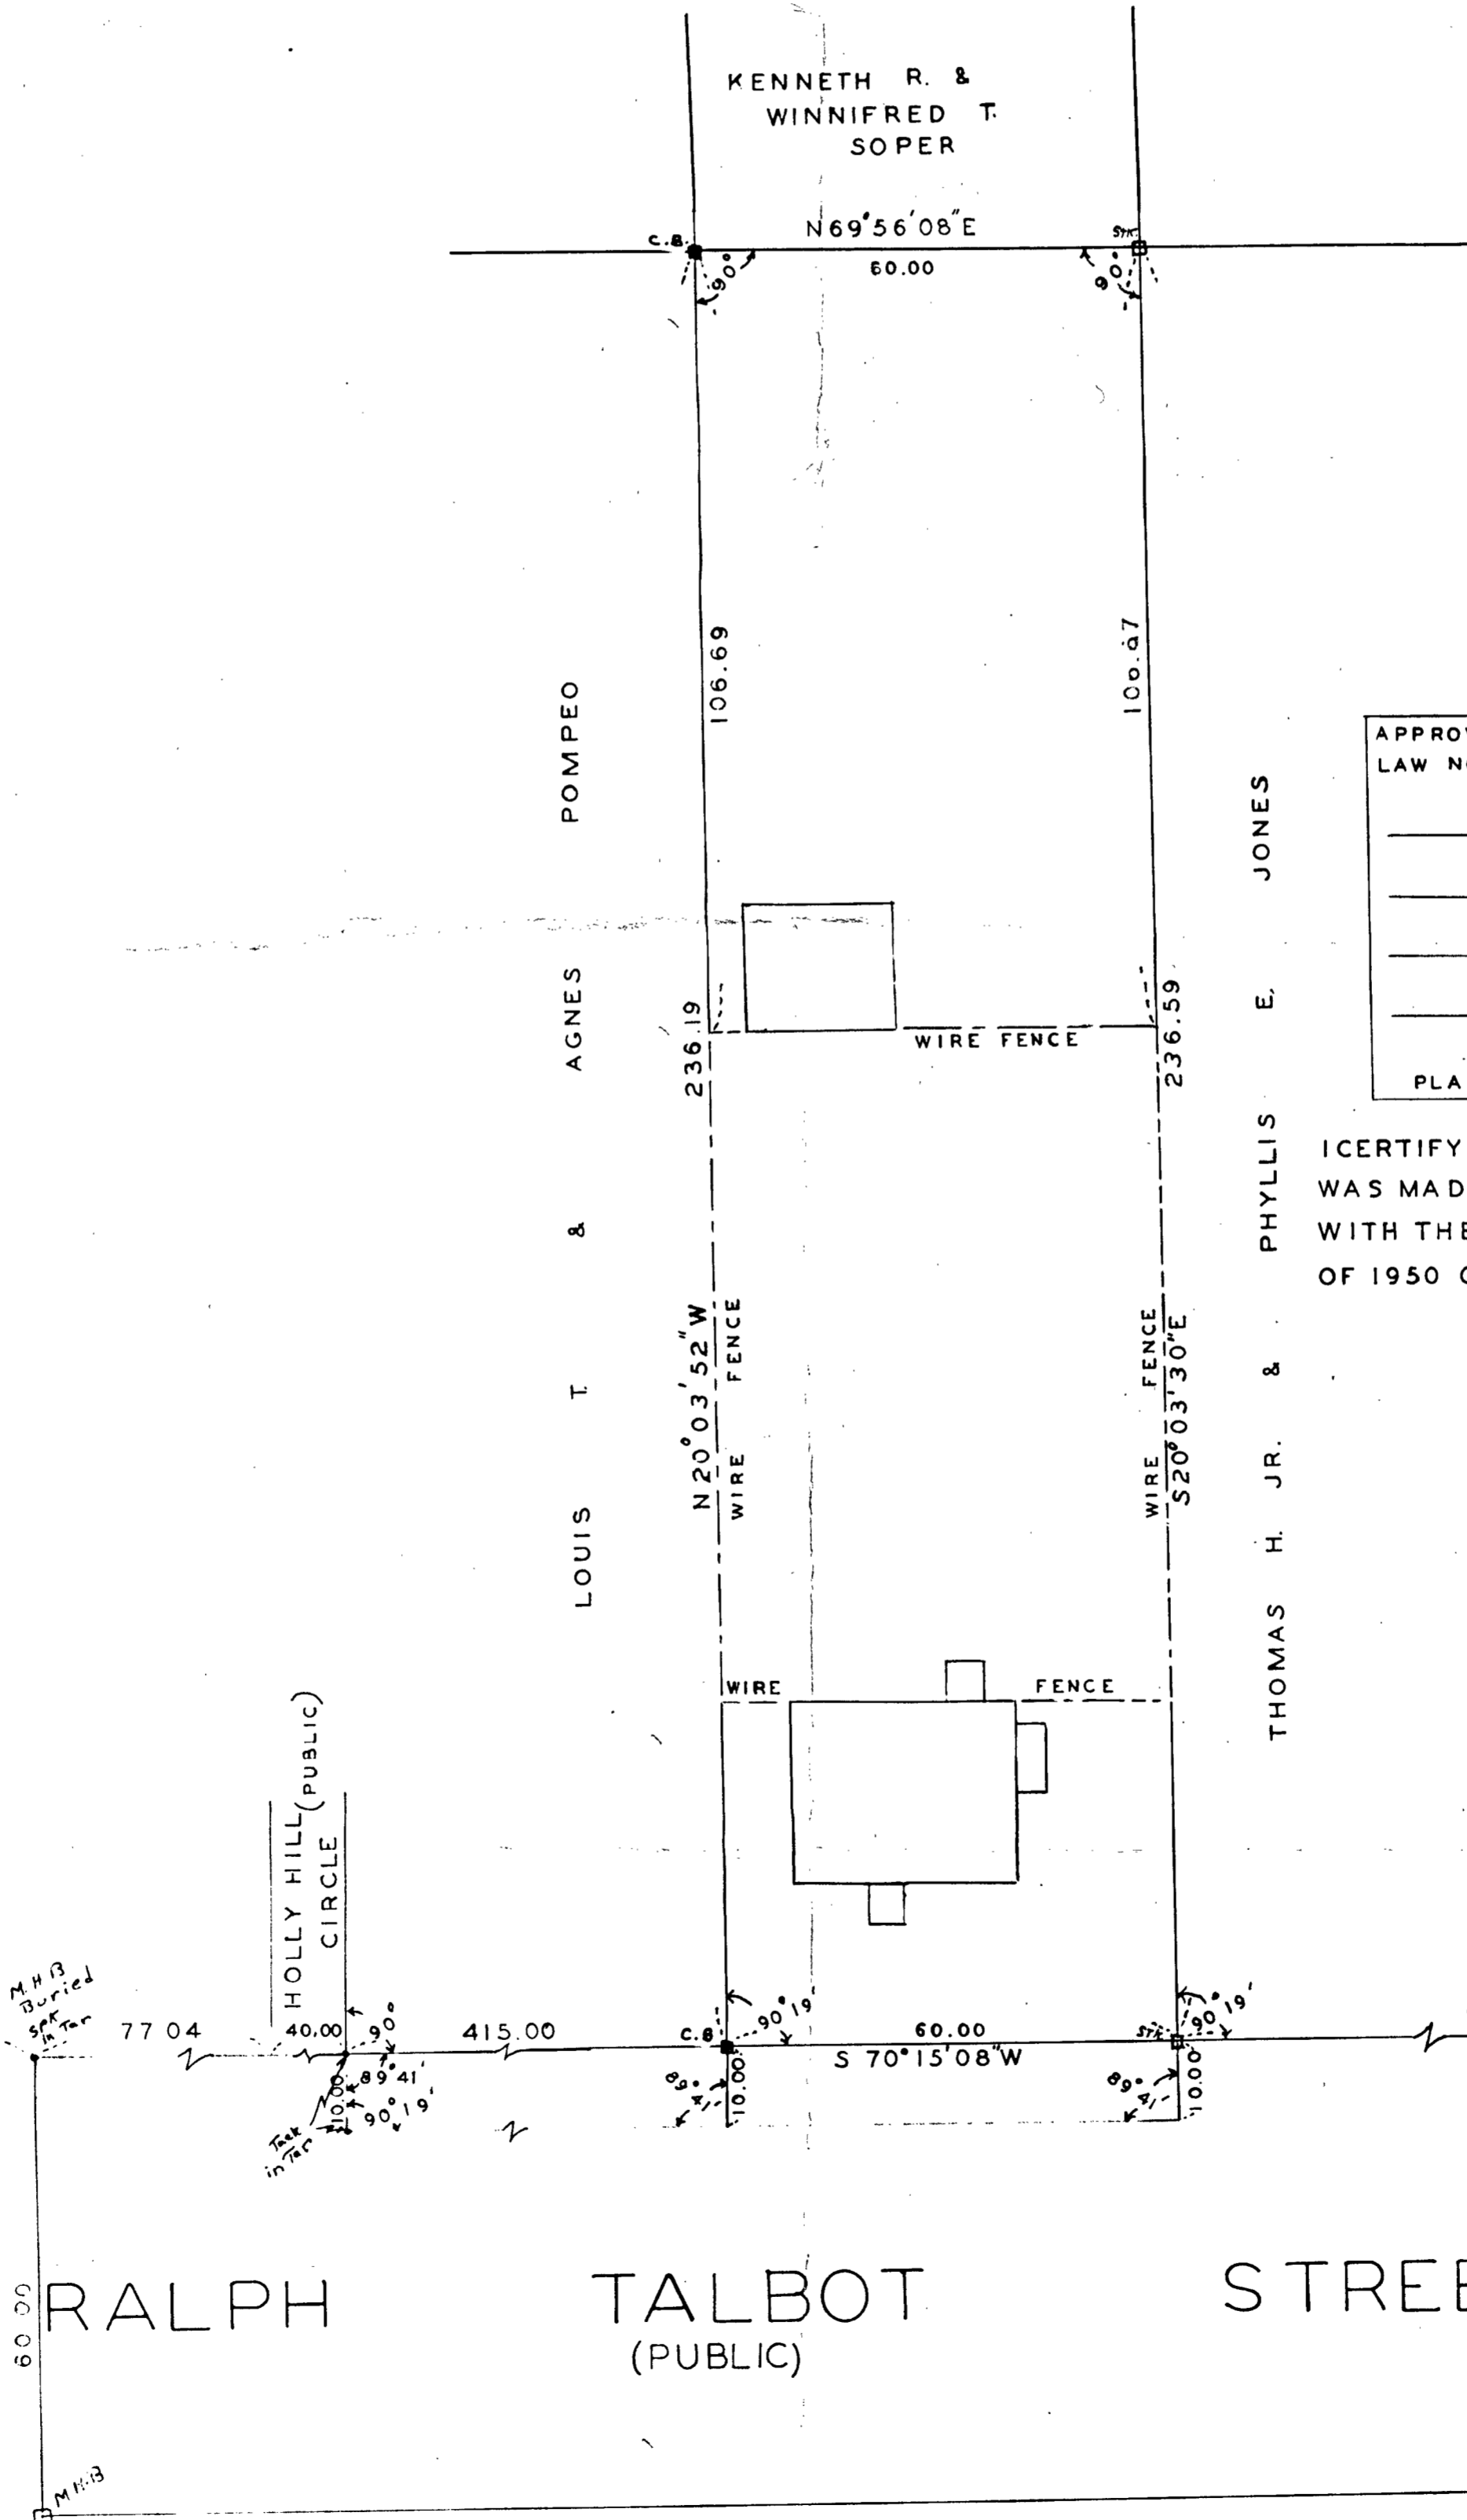 KENNETH R. &
WINNIFRED T.
SOPER
N69°56'08"E
C.B.
STK.
60.00
90°
90°
106.69
POMPEO
AGNES
&
T.
LOUIS
236.19
WIRE FENCE
236.59
JONES
E.
PHYLLIS
&
JR.
H.
THOMAS
APPROV
LAW NO
PLA
I CERTIFY
WAS MAD
WITH THE
OF 1950
N20°03'52"W
WIRE FENCE
WIRE FENCE
S20°03'30"E
WIRE
FENCE
HOLLY HILL
(PUBLIC)
CIRCLE
M.H.B
Buried
spk
in Tar
77 04
40.00
90°
415.00
C.B.
90°19'
60.00
STK.
90°19'
S 70°15'08"W
89°41'
10.00
90°19'
Tack
in Tar
89°41'
10.00
89°41'
10.00
RALPH TALBOT STREE
(PUBLIC)
60.00
M.H.B